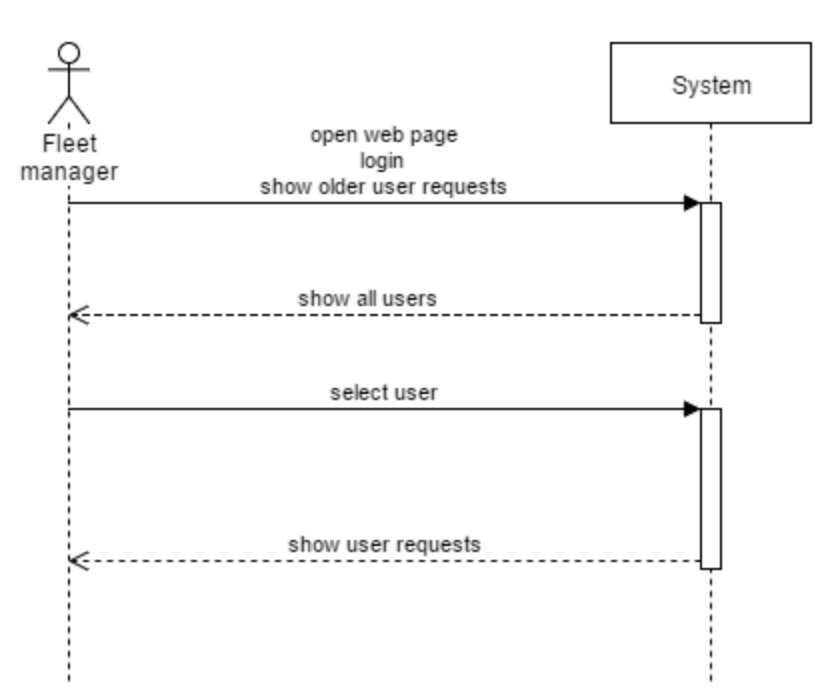 System
Fleet
manager
open web page
login
show older user requests
show all users
select user
show user requests